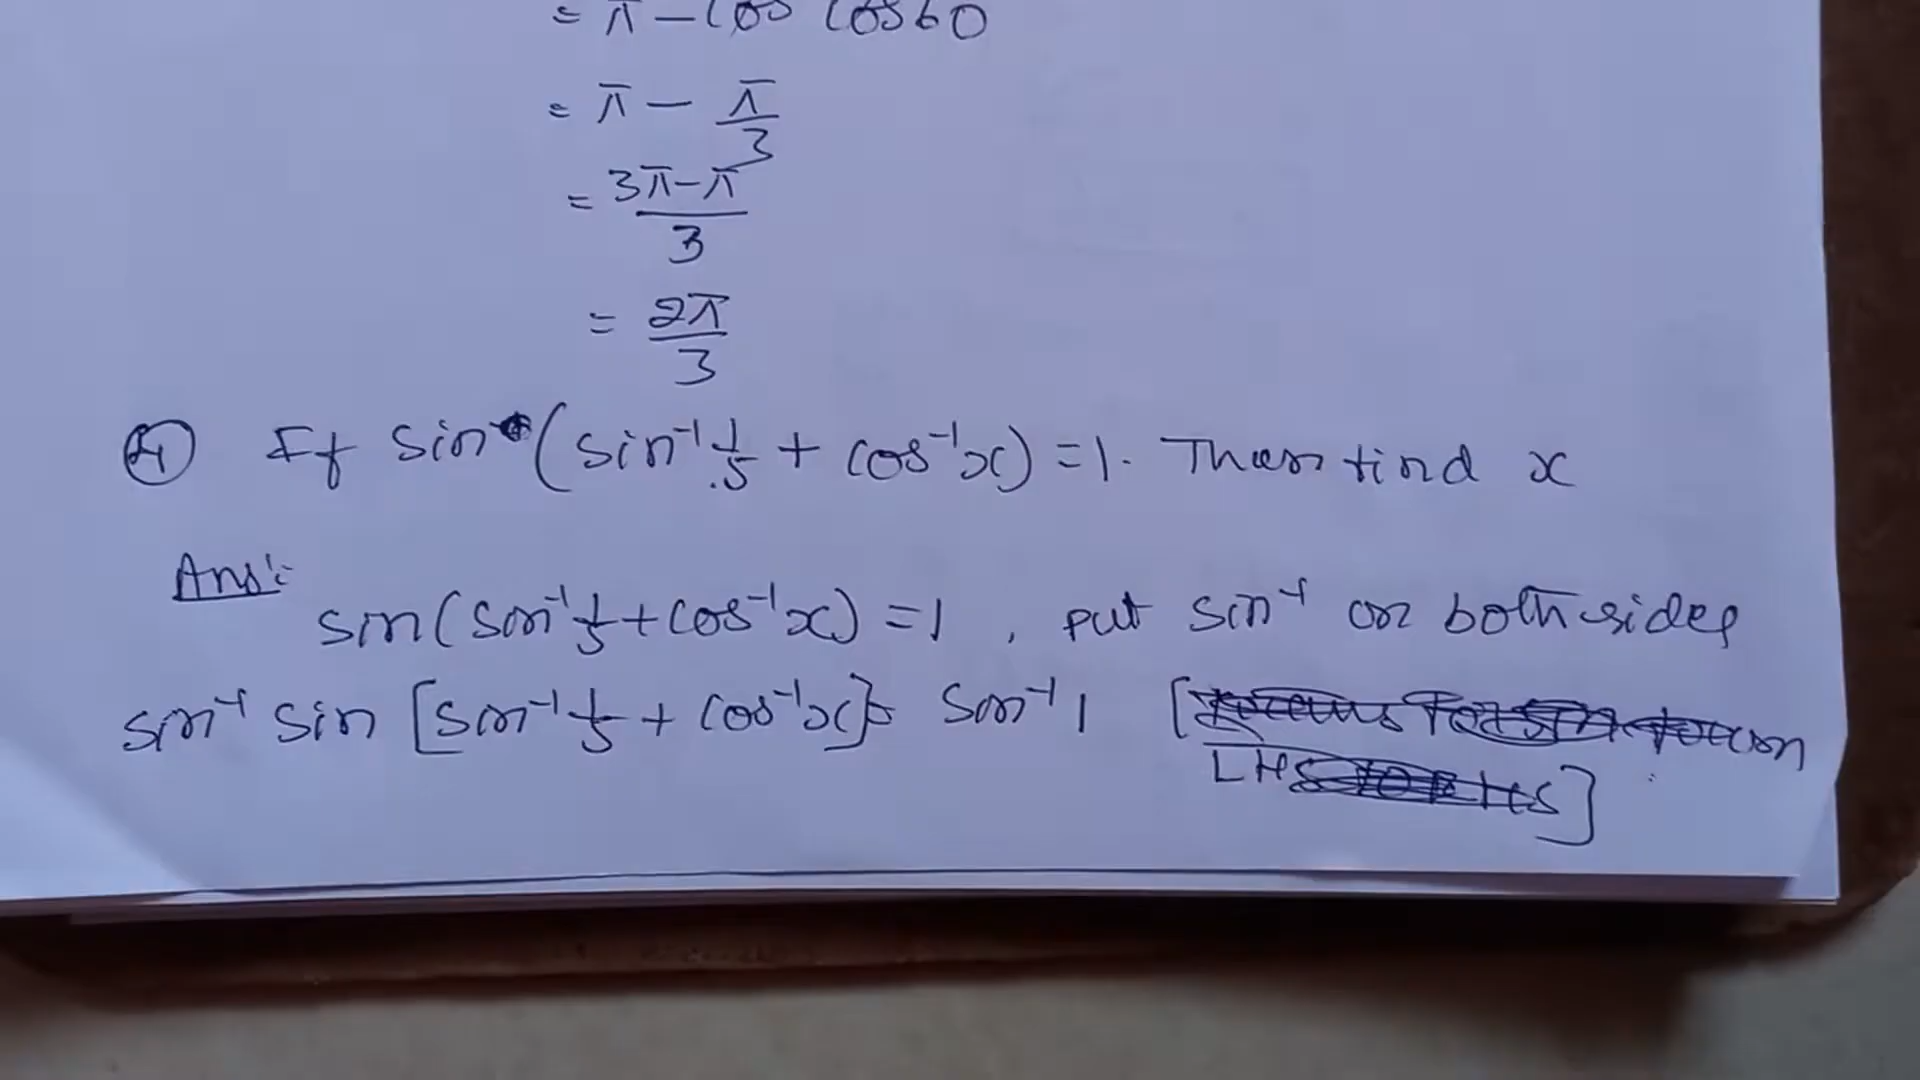 = π - cos cos60
= π - π/3
= 3π-π/3
= 2π/3
④ If sin (sin⁻¹ 1/5 + cos⁻¹x) = 1. Then find x
Ans:
sin(sin⁻¹ 1/5 + cos⁻¹x) = 1, put sin⁻¹ on both sides
sin⁻¹ sin [sin⁻¹ 1/5 + cos⁻¹x] = sin⁻¹ 1 [
LHS ]